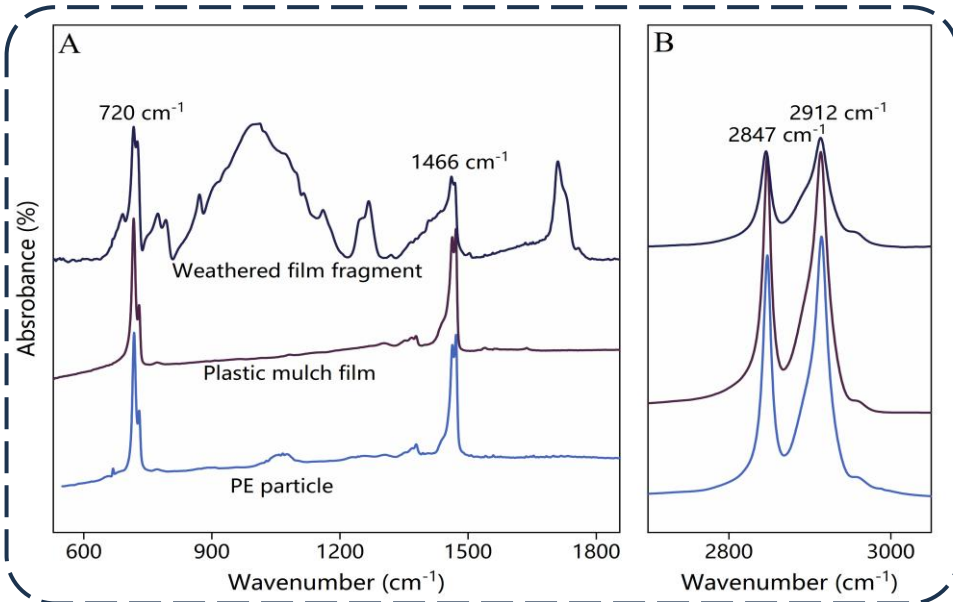 A
B
720 cm⁻¹
1466 cm⁻¹
2847 cm⁻¹
2912 cm⁻¹
Weathered film fragment
Plastic mulch film
PE particle
Absrobance (%)
600 900 1200 1500 1800
2800 3000
Wavenumber (cm⁻¹)
Wavenumber (cm⁻¹)